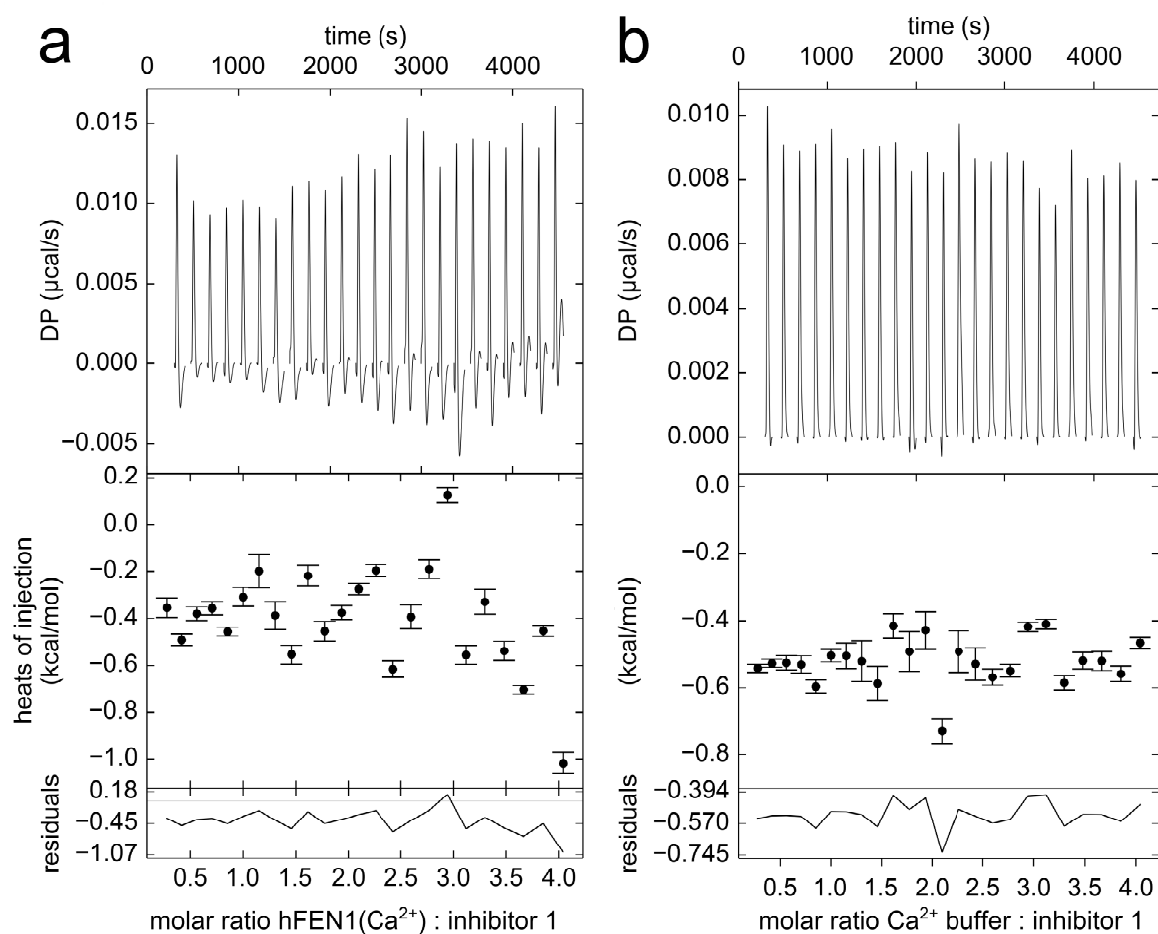 a
time (s)
0 1000 2000 3000 4000
0.015
0.010
0.005
0.000
−0.005
DP (µcal/s)
0.2
0.0
−0.2
−0.4
−0.6
−0.8
−1.0
heats of injection
(kcal/mol)
0.18
−0.45
−1.07
residuals
0.5 1.0 1.5 2.0 2.5 3.0 3.5 4.0
molar ratio hFEN1(Ca²⁺) : inhibitor 1
b
time (s)
0 1000 2000 3000 4000
0.010
0.008
0.006
0.004
0.002
0.000
DP (µcal/s)
0.0
−0.2
−0.4
−0.6
−0.8
(kcal/mol)
−0.394
−0.570
−0.745
residuals
0.5 1.0 1.5 2.0 2.5 3.0 3.5 4.0
molar ratio Ca²⁺ buffer : inhibitor 1